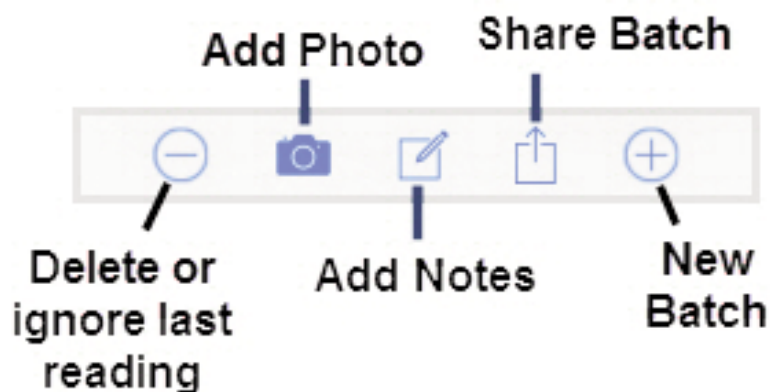 Add Photo
Share Batch
Delete or
ignore last
reading
Add Notes
New
Batch